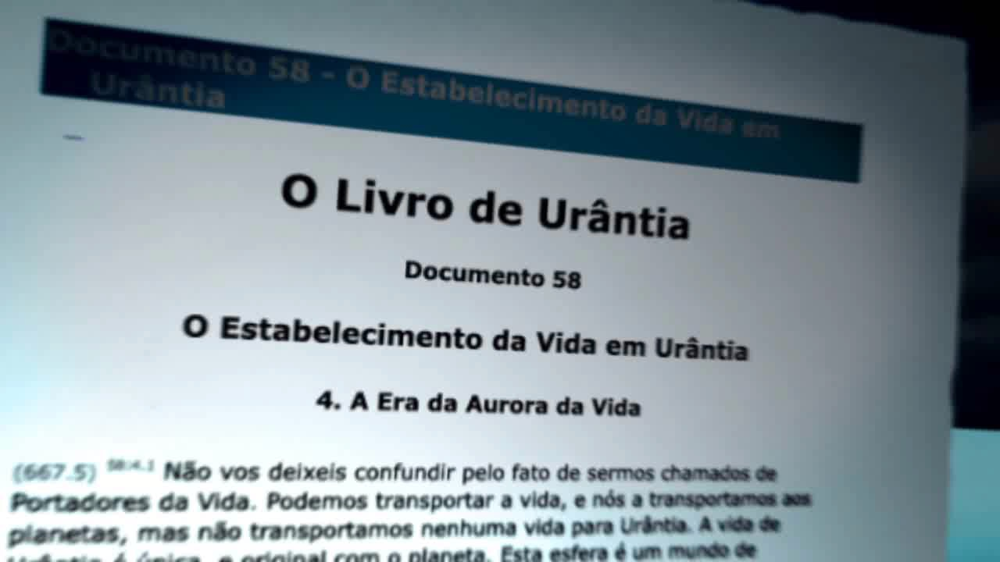 Documento 58 - O Estabelecimento da Vida em
Urântia
O Livro de Urântia
Documento 58
O Estabelecimento da Vida em Urântia
4. A Era da Aurora da Vida
(667.5) 58:4.1 Não vos deixeis confundir pelo fato de sermos chamados de
Portadores da Vida. Podemos transportar a vida, e nós a transportamos aos
planetas, mas não transportamos nenhuma vida para Urântia. A vida de
Urântia é única, e original com o planeta. Esta esfera é um mundo de